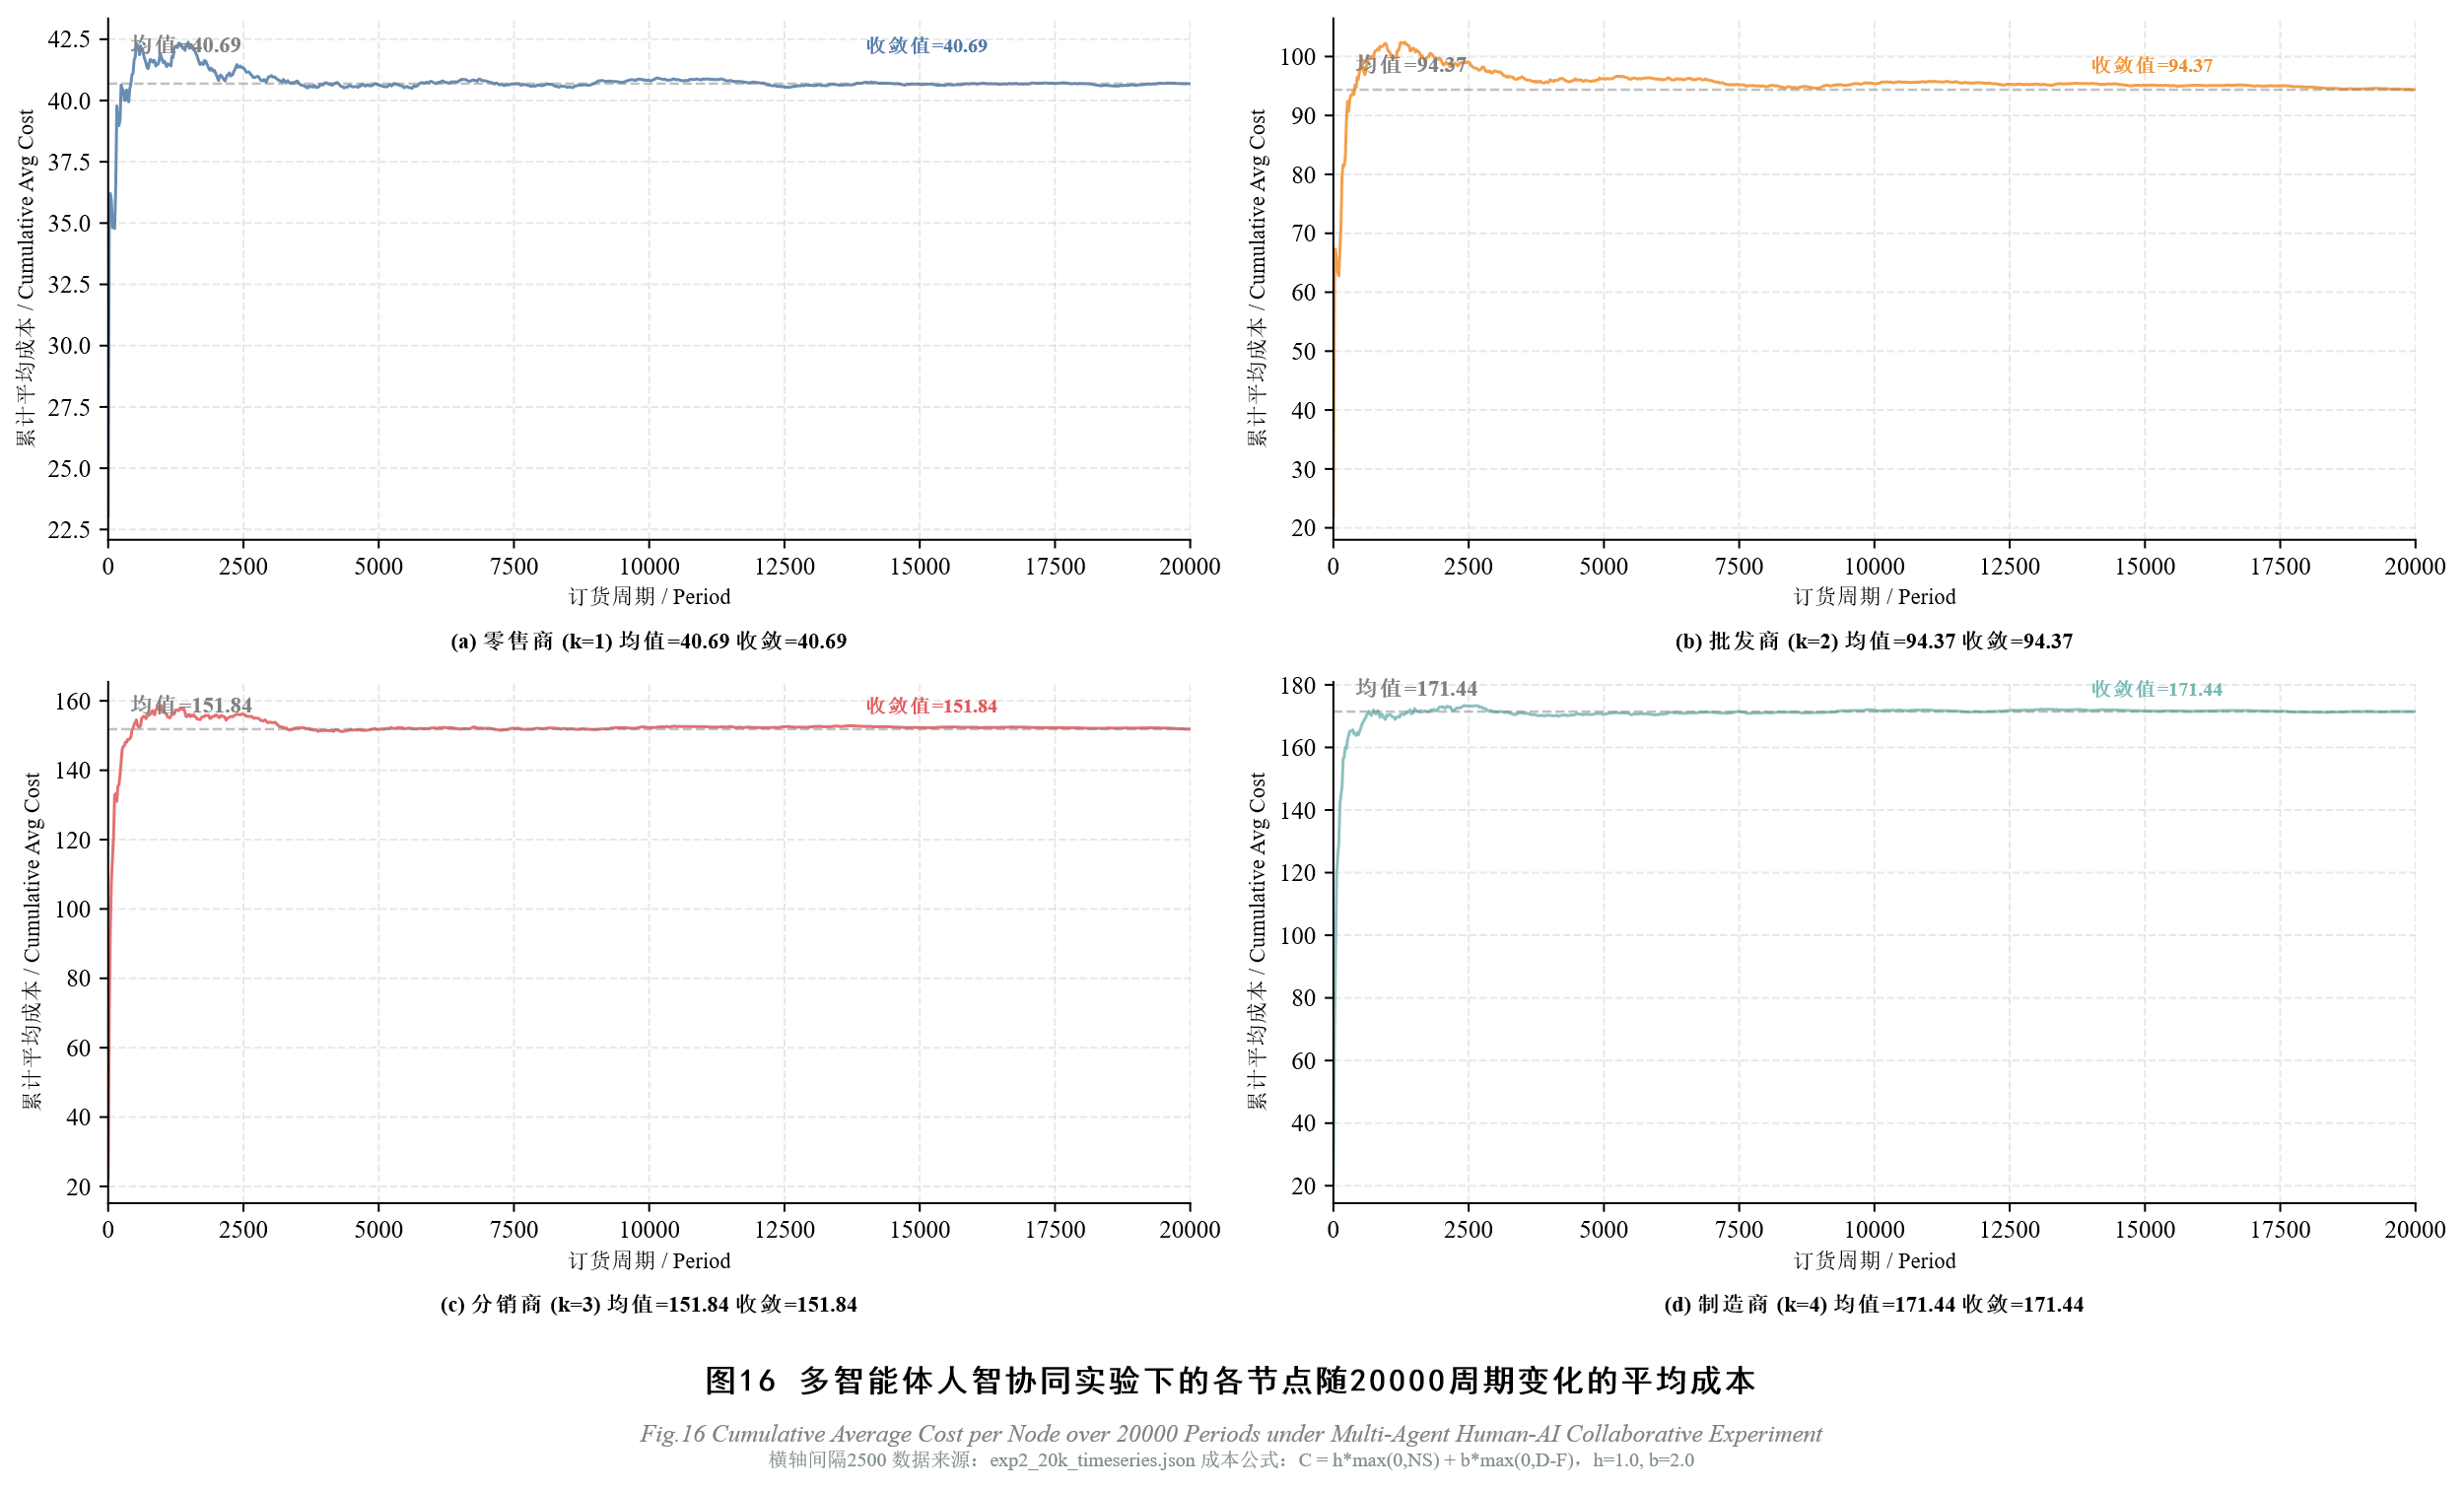 均值=40.69
收敛值=40.69
42.5
40.0
37.5
35.0
32.5
30.0
27.5
25.0
22.5
累计平均成本 / Cumulative Avg Cost
0 2500 5000 7500 10000 12500 15000 17500 20000
订货周期 / Period
(a) 零售商 (k=1) 均值=40.69 收敛=40.69
均值=94.37
收敛值=94.37
100
90
80
70
60
50
40
30
20
累计平均成本 / Cumulative Avg Cost
0 2500 5000 7500 10000 12500 15000 17500 20000
订货周期 / Period
(b) 批发商 (k=2) 均值=94.37 收敛=94.37
均值=151.84
收敛值=151.84
160
140
120
100
80
60
40
20
累计平均成本 / Cumulative Avg Cost
0 2500 5000 7500 10000 12500 15000 17500 20000
订货周期 / Period
(c) 分销商 (k=3) 均值=151.84 收敛=151.84
均值=171.44
收敛值=171.44
180
160
140
120
100
80
60
40
20
累计平均成本 / Cumulative Avg Cost
0 2500 5000 7500 10000 12500 15000 17500 20000
订货周期 / Period
(d) 制造商 (k=4) 均值=171.44 收敛=171.44
图16 多智能体人智协同实验下的各节点随20000周期变化的平均成本
Fig.16 Cumulative Average Cost per Node over 20000 Periods under Multi-Agent Human-AI Collaborative Experiment
横轴间隔2500 数据来源：exp2_20k_timeseries.json 成本公式：C = h*max(0,NS) + b*max(0,D-F)，h=1.0, b=2.0